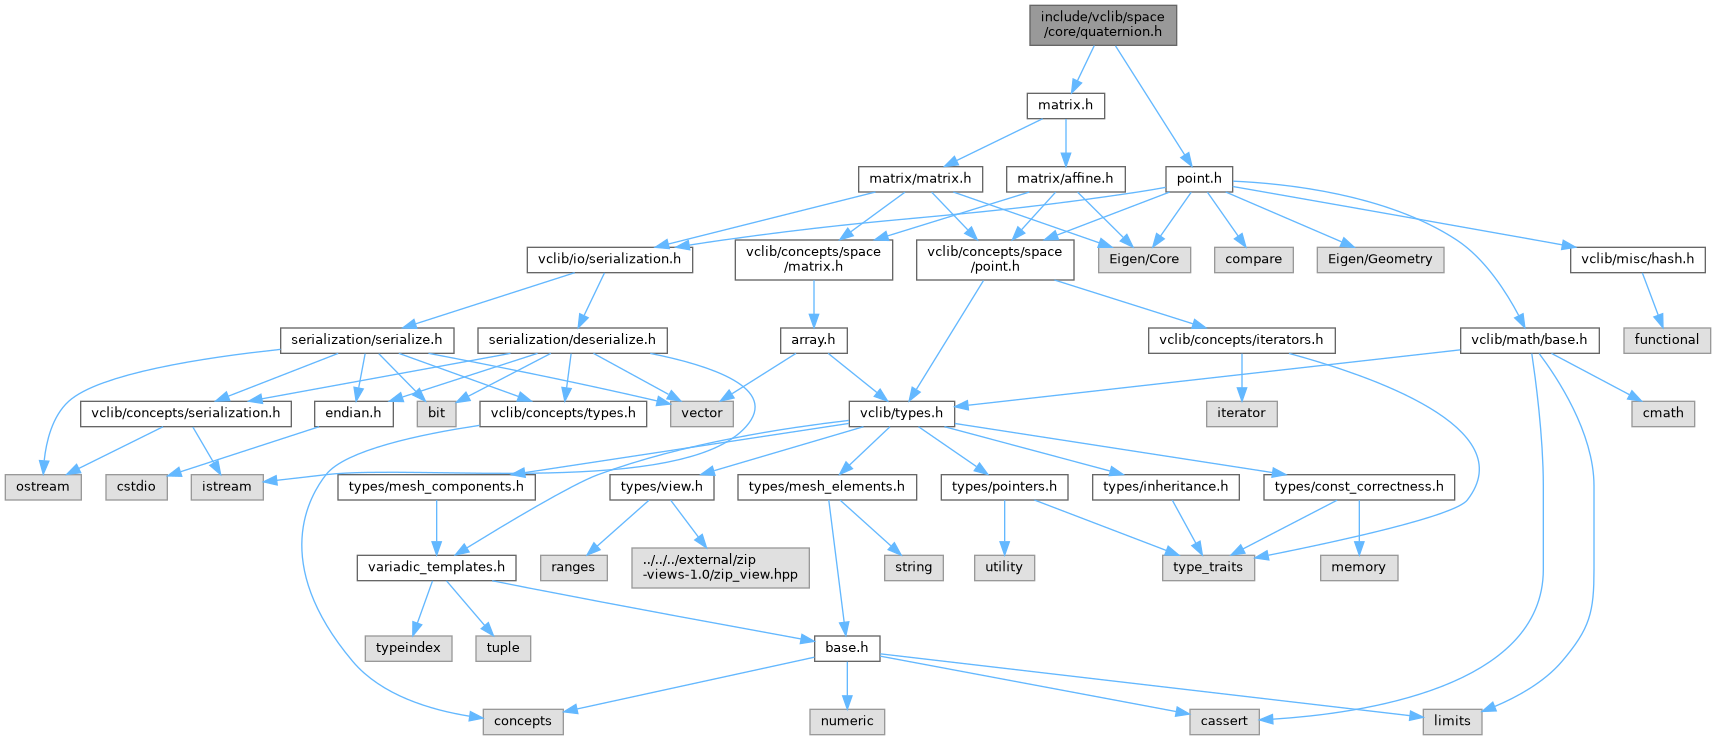 include/vclib/space
/core/quaternion.h
matrix.h
matrix/matrix.h
matrix/affine.h
point.h
vclib/io/serialization.h
vclib/concepts/space
/matrix.h
vclib/concepts/space
/point.h
Eigen/Core
compare
Eigen/Geometry
vclib/misc/hash.h
serialization/serialize.h
serialization/deserialize.h
array.h
vclib/concepts/iterators.h
vclib/math/base.h
functional
vclib/concepts/serialization.h
endian.h
bit
vclib/concepts/types.h
vector
vclib/types.h
iterator
cmath
ostream
cstdio
istream
types/mesh_components.h
types/view.h
types/mesh_elements.h
types/pointers.h
types/inheritance.h
types/const_correctness.h
variadic_templates.h
ranges
../../../external/zip
-views-1.0/zip_view.hpp
string
utility
type_traits
memory
typeindex
tuple
base.h
concepts
numeric
cassert
limits